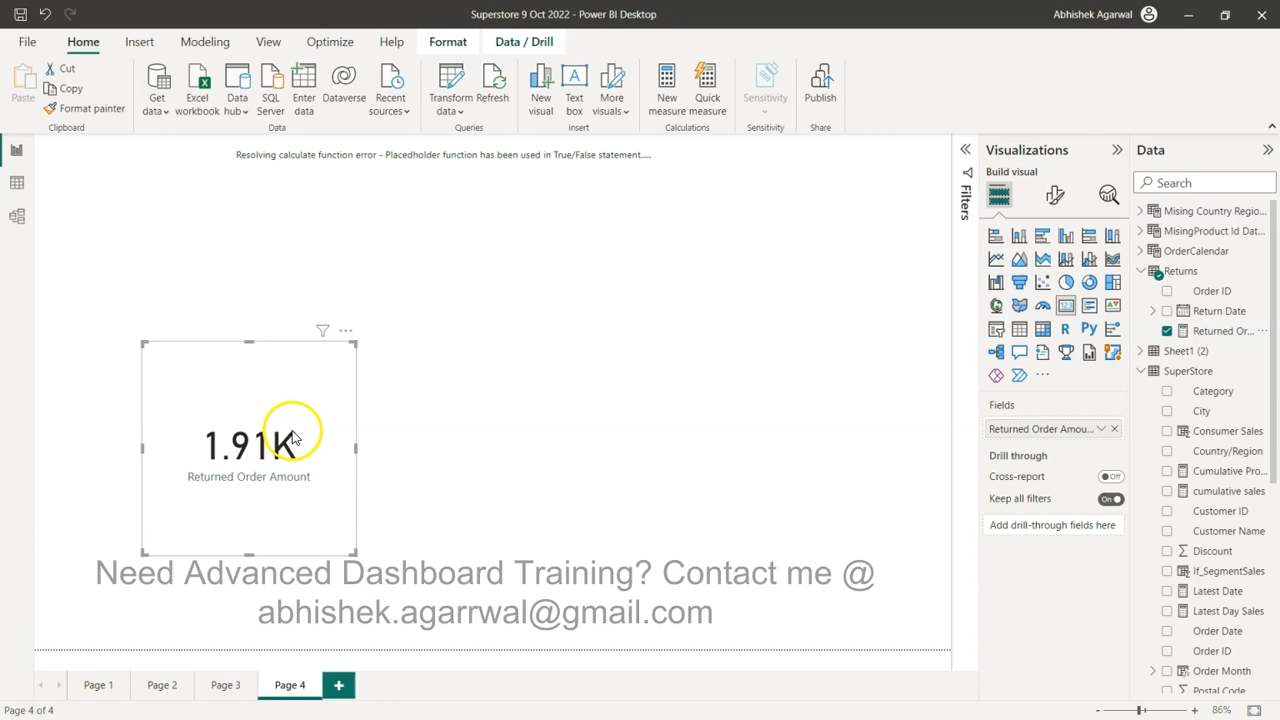 Superstore 9 Oct 2022 - Power BI Desktop
Abhishek Agarwal
File
Home
Insert
Modeling
View
Optimize
Help
Format
Data / Drill
Paste
Cut
Copy
Format painter
Clipboard
Get data
Excel workbook
Data hub
SQL Server
Enter data
Dataverse
Recent sources
Data
Transform data
Refresh
Queries
New visual
Text box
More visuals
Insert
New measure
Quick measure
Calculations
Sensitivity
Sensitivity
Publish
Share
Resolving calculate function error - Placedholder function has been used in True/False statement.....
1.91K
Returned Order Amount
Need Advanced Dashboard Training? Contact me @
abhishek.agarrwal@gmail.com
Filters
Visualizations
Build visual
123
R
Py
Fields
Returned Order Amou...
Drill through
Cross-report
Off
Keep all filters
On
Add drill-through fields here
Data
Search
Mising Country Regio...
MisingProduct Id Dat...
OrderCalendar
Returns
Order ID
Return Date
Returned Or...
Sheet1 (2)
SuperStore
Category
City
Consumer Sales
Country/Region
Cumulative Pro...
cumulative sales
Customer ID
Customer Name
Discount
If_SegmentSales
Latest Date
Latest Day Sales
Order Date
Order ID
Order Month
Postal Code
Page 1
Page 2
Page 3
Page 4
Page 4 of 4
86%